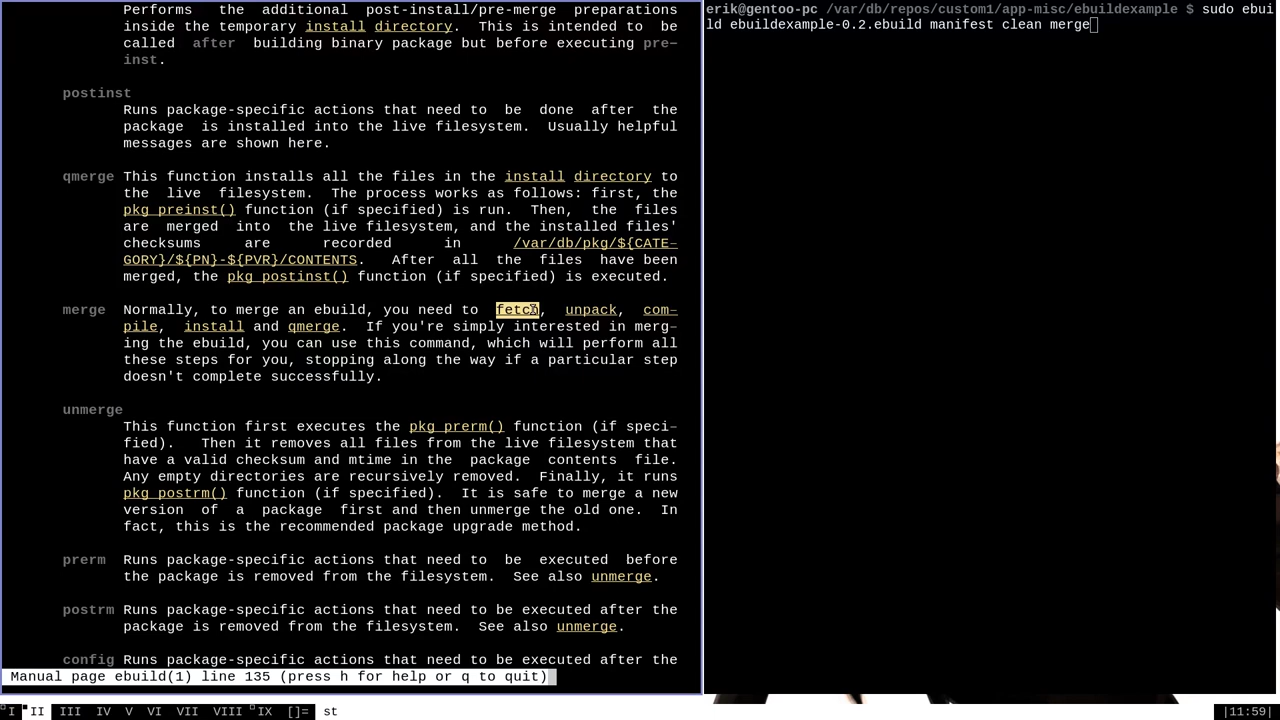 Performs the additional post-install/pre-merge preparations
inside the temporary install directory. This is intended to be
called after building binary package but before executing pre-
inst.
postinst
Runs package-specific actions that need to be done after the
package is installed into the live filesystem. Usually helpful
messages are shown here.
qmerge This function installs all the files in the install directory to
the live filesystem. The process works as follows: first, the
pkg_preinst() function (if specified) is run. Then, the files
are merged into the live filesystem, and the installed files'
checksums are recorded in /var/db/pkg/${CATE-
GORY}/${PN}-${PVR}/CONTENTS. After all the files have been
merged, the pkg_postinst() function (if specified) is executed.
merge Normally, to merge an ebuild, you need to fetch, unpack, com-
pile, install and qmerge. If you're simply interested in merg-
ing the ebuild, you can use this command, which will perform all
these steps for you, stopping along the way if a particular step
doesn't complete successfully.
unmerge
This function first executes the pkg_prerm() function (if speci-
fied). Then it removes all files from the live filesystem that
have a valid checksum and mtime in the package contents file.
Any empty directories are recursively removed. Finally, it runs
pkg_postrm() function (if specified). It is safe to merge a new
version of a package first and then unmerge the old one. In
fact, this is the recommended package upgrade method.
prerm Runs package-specific actions that need to be executed before
the package is removed from the filesystem. See also unmerge.
postrm Runs package-specific actions that need to be executed after the
package is removed from the filesystem. See also unmerge.
config Runs package-specific actions that need to be executed after the
Manual page ebuild(1) line 135 (press h for help or q to quit)
erik@gentoo-pc /var/db/repos/custom1/app-misc/ebuildexample $ sudo ebui
ld ebuildexample-0.2.ebuild manifest clean merge
I II III IV V VI VII VIII IX []= st |11:59|